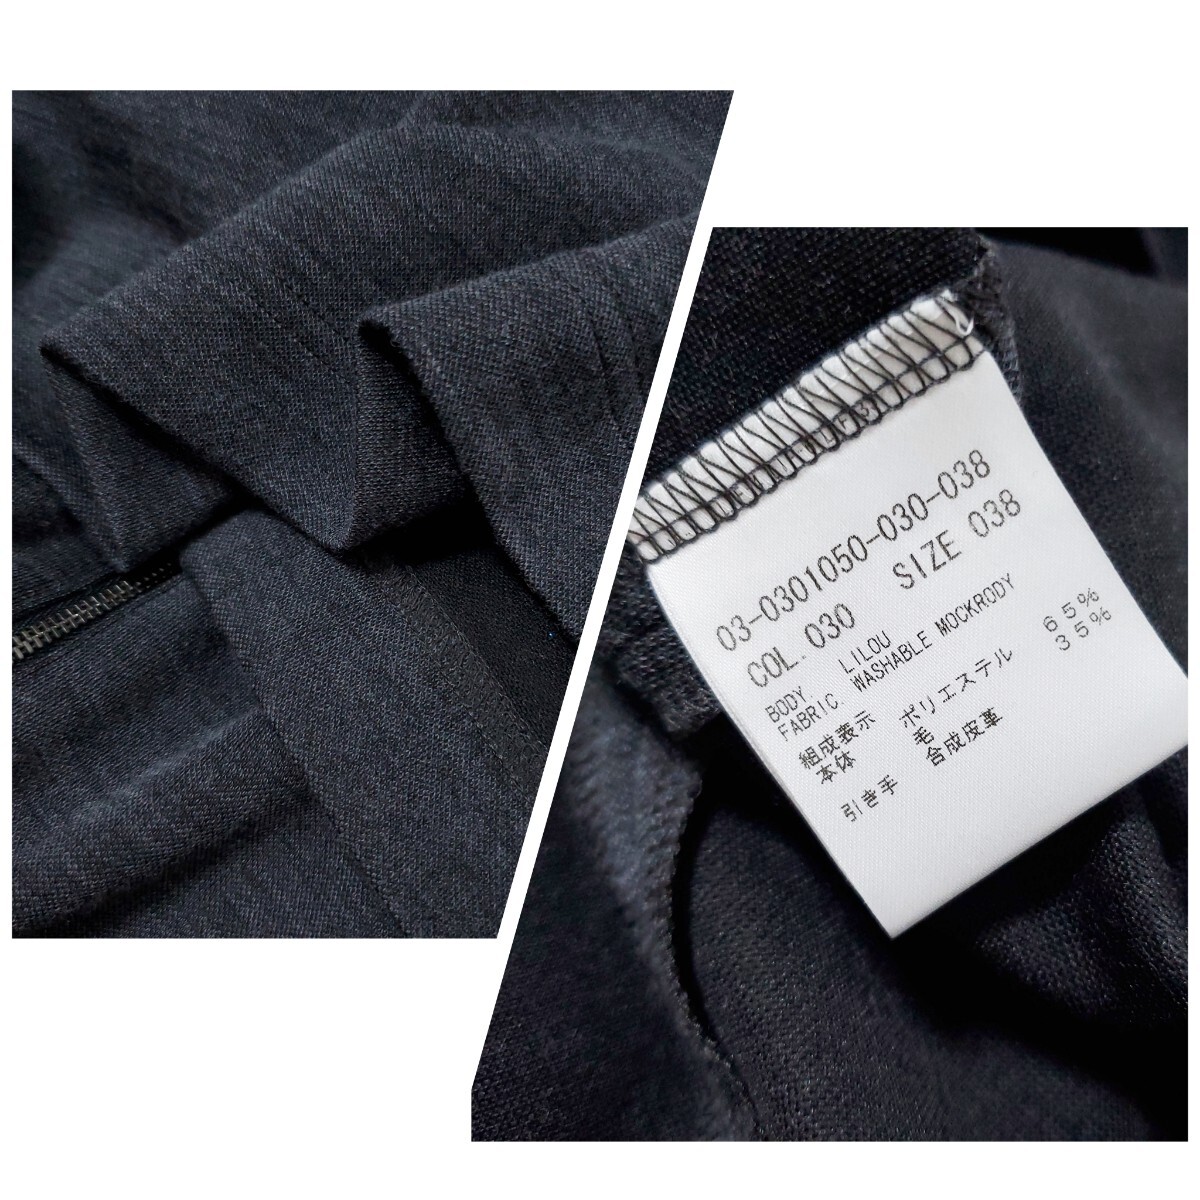 03-0301050-030-038
COL. 030 SIZE 038
BODY. LILOU
FABRIC. WASHABLE MOCKRODY
組成表示 ポリエステル 65%
本体 毛 35%
引き手 合成皮革